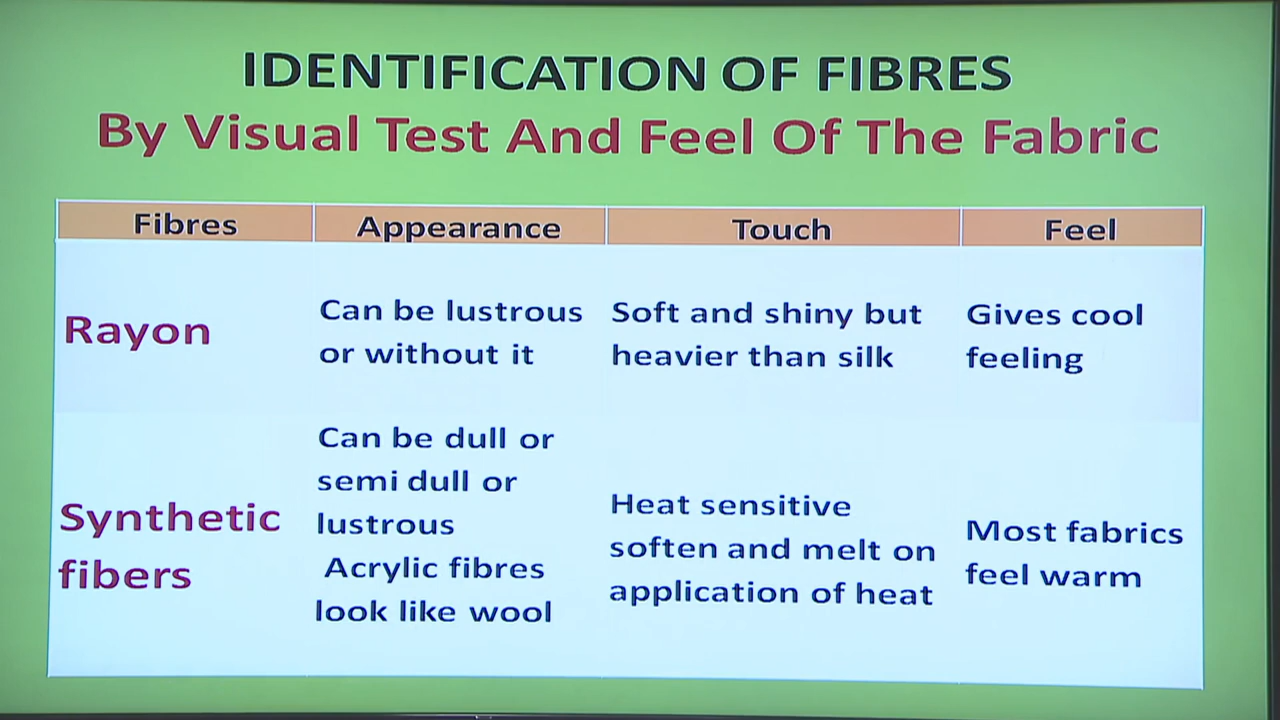 IDENTIFICATION OF FIBRES
By Visual Test And Feel Of The Fabric
Fibres Appearance Touch Feel
Rayon
Can be lustrous
or without it
Soft and shiny but
heavier than silk
Gives cool
feeling
Synthetic
fibers
Can be dull or
semi dull or
lustrous
Acrylic fibres
look like wool
Heat sensitive
soften and melt on
application of heat
Most fabrics
feel warm